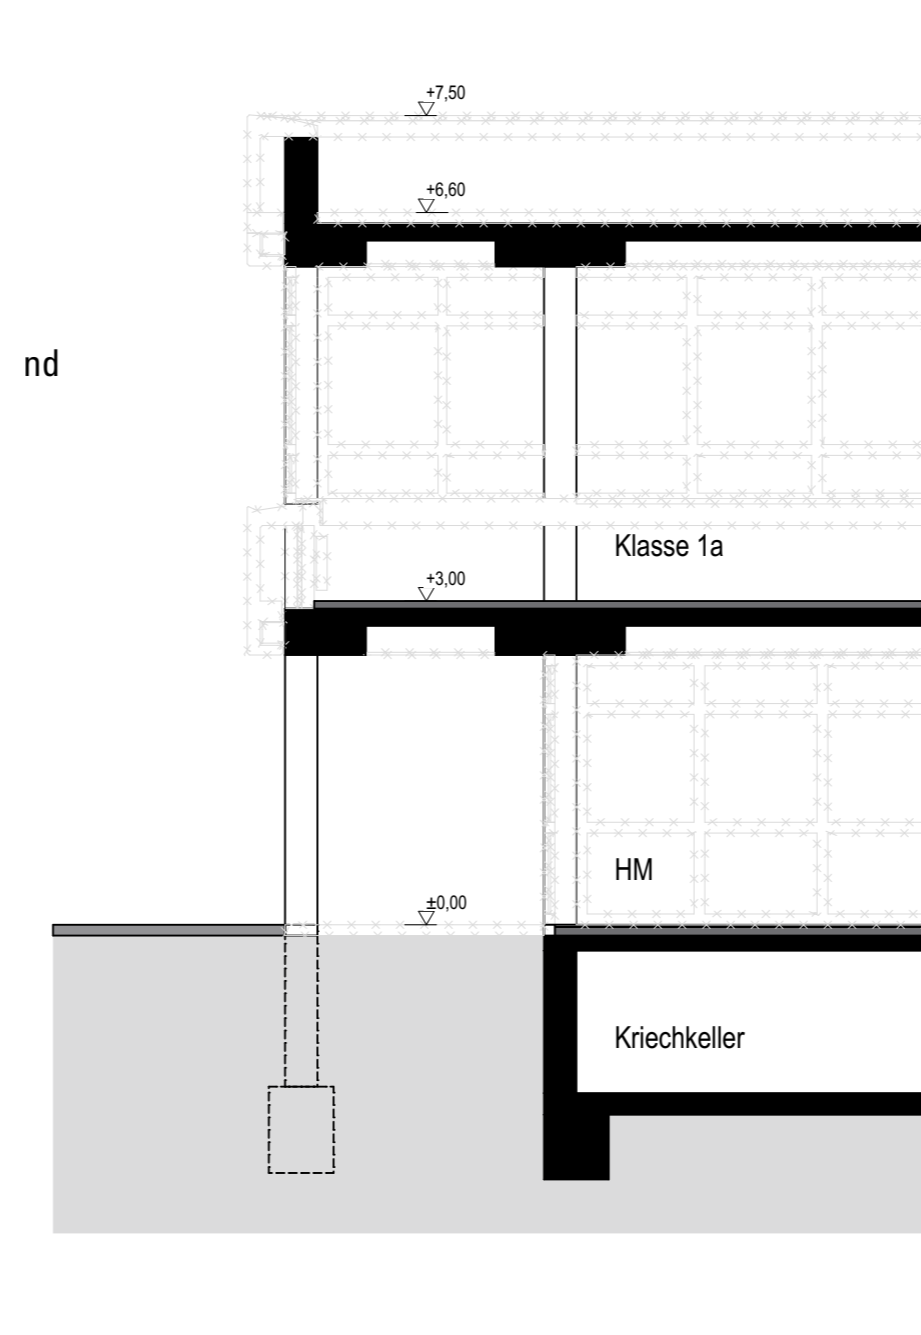 +7,50
+6,60
nd
Klasse 1a
+3,00
HM
±0,00
Kriechkeller